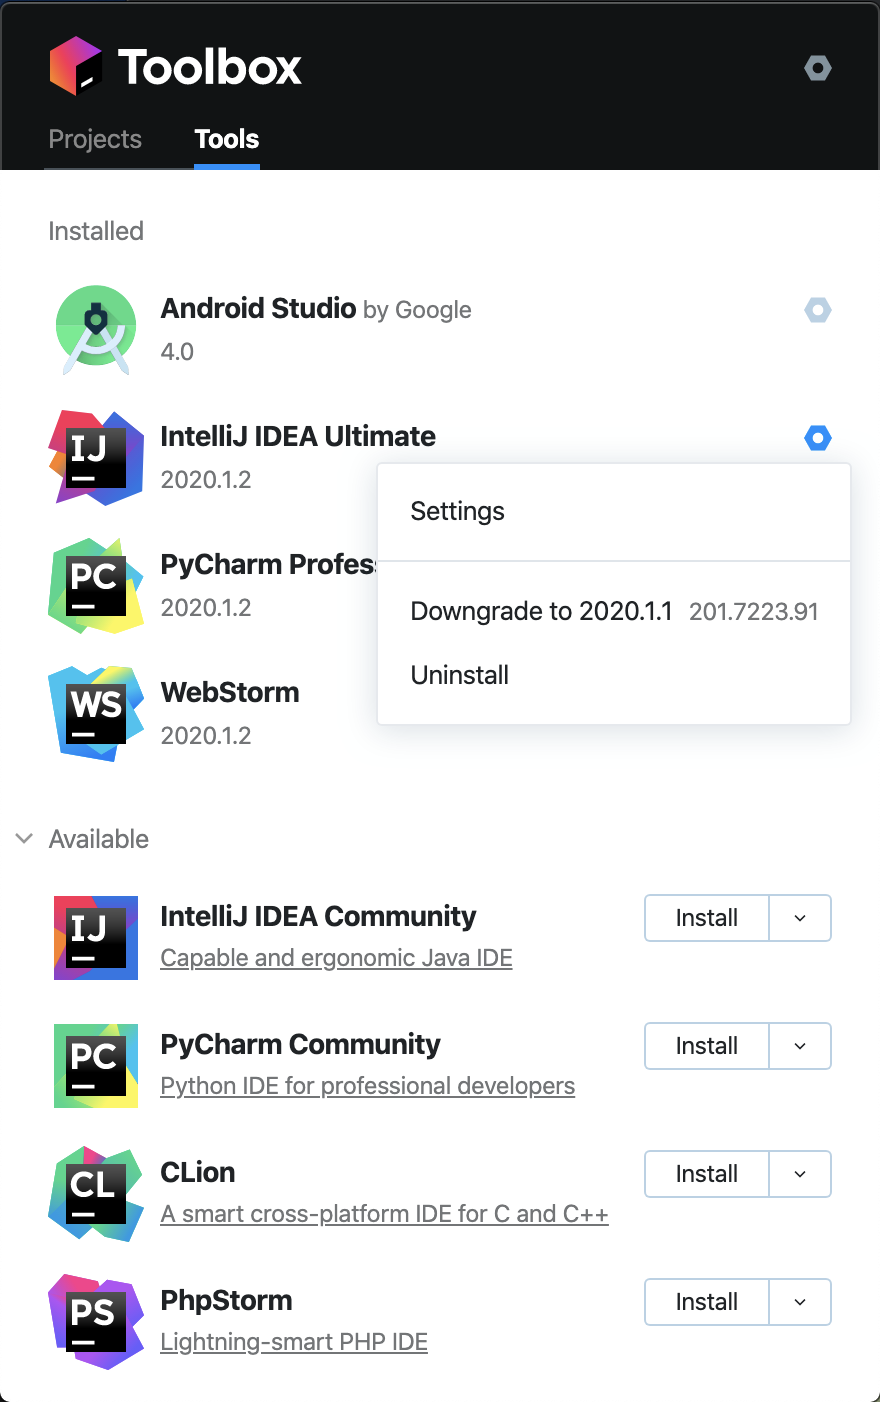 Toolbox
Projects Tools
Installed
Android Studio by Google
4.0
IJ
IntelliJ IDEA Ultimate
2020.1.2
Settings
PC
PyCharm Profes
2020.1.2
Downgrade to 2020.1.1 201.7223.91
Uninstall
WS
WebStorm
2020.1.2
Available
IJ
IntelliJ IDEA Community
Capable and ergonomic Java IDE
Install
PC
PyCharm Community
Python IDE for professional developers
Install
CL
CLion
A smart cross-platform IDE for C and C++
Install
PS
PhpStorm
Lightning-smart PHP IDE
Install